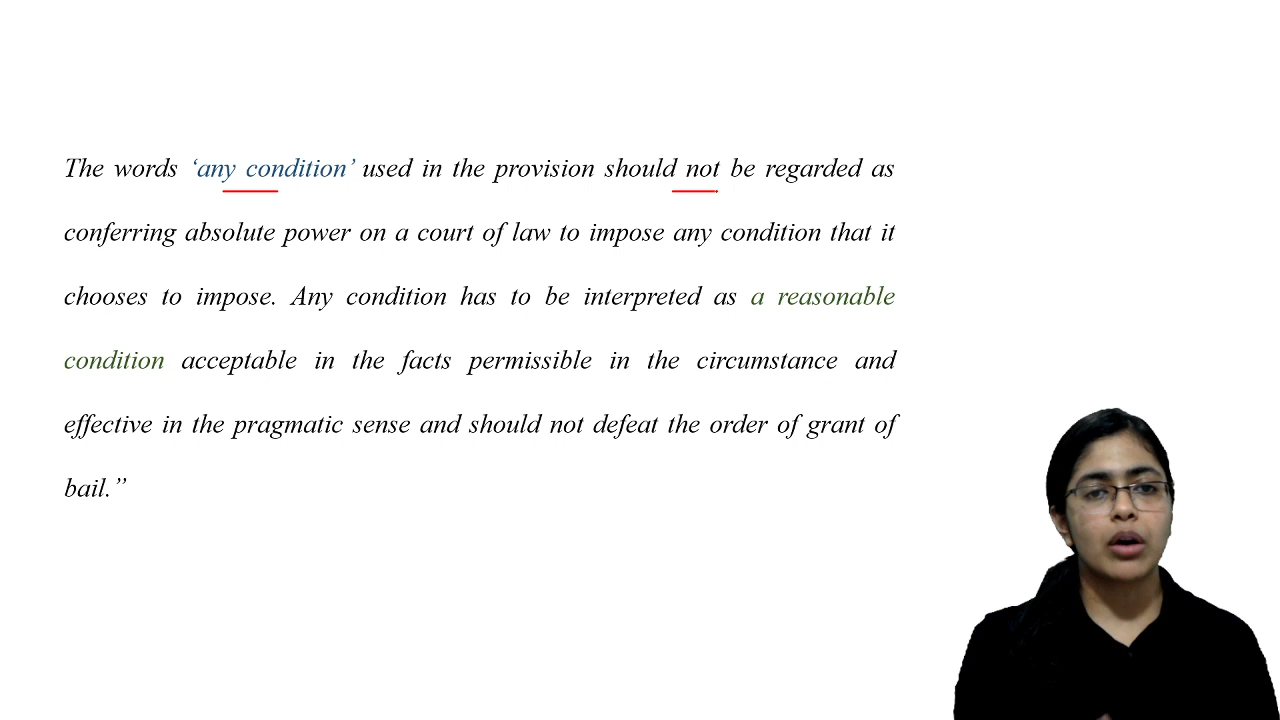 The words ‘any condition’ used in the provision should not be regarded as
conferring absolute power on a court of law to impose any condition that it
chooses to impose. Any condition has to be interpreted as a reasonable
condition acceptable in the facts permissible in the circumstance and
effective in the pragmatic sense and should not defeat the order of grant of
bail.”